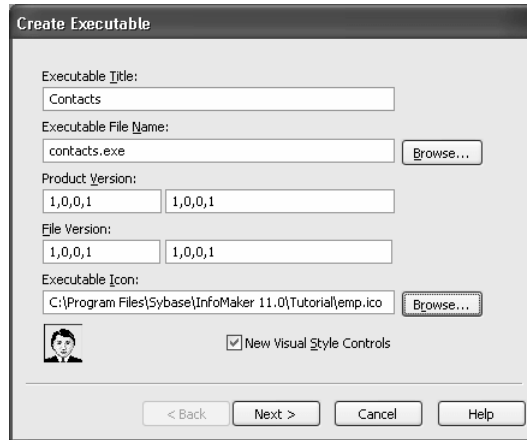 Create Executable
Executable Title:
Contacts
Executable File Name:
contacts.exe
Browse...
Product Version:
1,0,0,1 1,0,0,1
File Version:
1,0,0,1 1,0,0,1
Executable Icon:
C:\Program Files\Sybase\InfoMaker 11.0\Tutorial\emp.ico
Browse...
New Visual Style Controls
< Back Next > Cancel Help